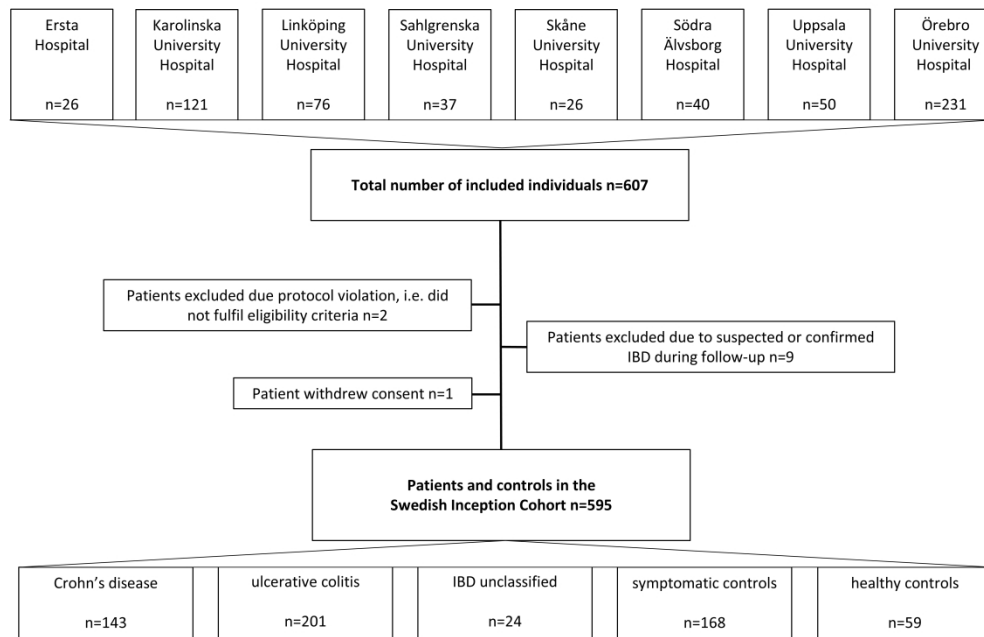 Ersta
Hospital
n=26
Karolinska
University
Hospital
n=121
Linköping
University
Hospital
n=76
Sahlgrenska
University
Hospital
n=37
Skåne
University
Hospital
n=26
Södra
Älvsborg
Hospital
n=40
Uppsala
University
Hospital
n=50
Örebro
University
Hospital
n=231
Total number of included individuals n=607
Patients excluded due protocol violation, i.e. did
not fulfil eligibility criteria n=2
Patients excluded due to suspected or confirmed
IBD during follow-up n=9
Patient withdrew consent n=1
Patients and controls in the
Swedish Inception Cohort n=595
Crohn’s disease
n=143
ulcerative colitis
n=201
IBD unclassified
n=24
symptomatic controls
n=168
healthy controls
n=59